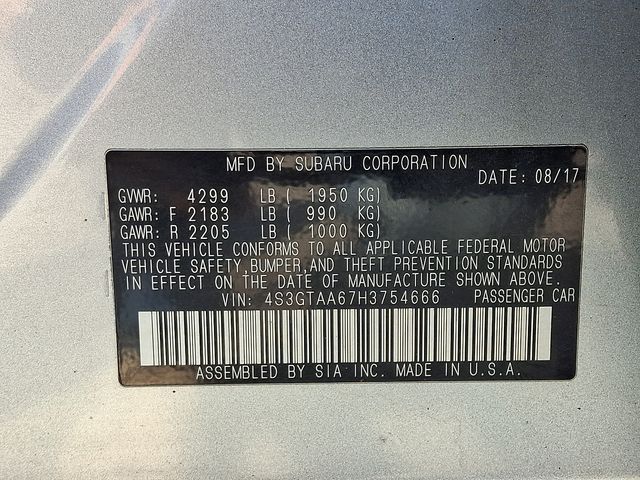 MFD BY SUBARU CORPORATION
DATE: 08/17
GVWR: 4299 LB ( 1950 KG)
GAWR: F 2183 LB ( 990 KG)
GAWR: R 2205 LB ( 1000 KG)
THIS VEHICLE CONFORMS TO ALL APPLICABLE FEDERAL MOTOR
VEHICLE SAFETY,BUMPER,AND THEFT PREVENTION STANDARDS
IN EFFECT ON THE DATE OF MANUFACTURE SHOWN ABOVE.
VIN: 4S3GTAA67H3754666 PASSENGER CAR
ASSEMBLED BY SIA INC. MADE IN U.S.A.